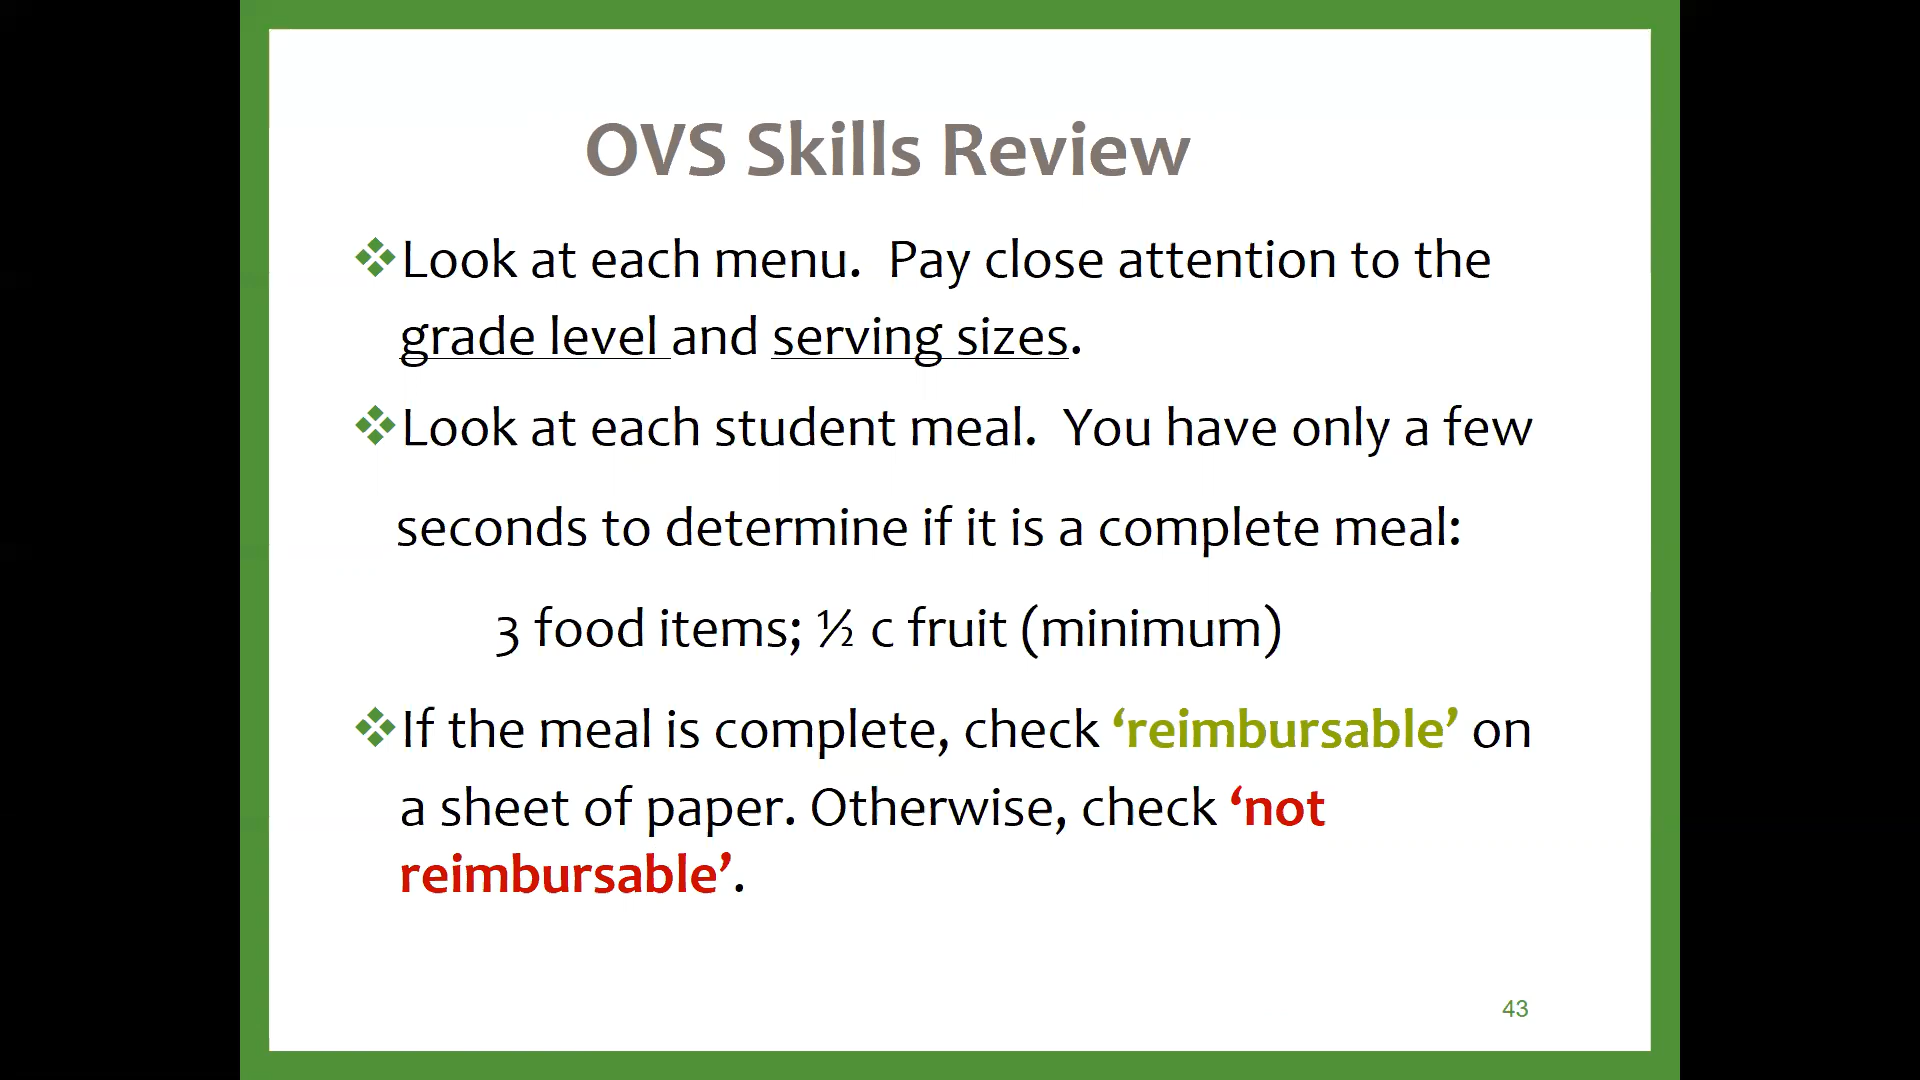 OVS Skills Review
❖Look at each menu. Pay close attention to the
grade level and serving sizes.
❖Look at each student meal. You have only a few
seconds to determine if it is a complete meal:
3 food items; ½ c fruit (minimum)
❖If the meal is complete, check ‘reimbursable’ on
a sheet of paper. Otherwise, check ‘not
reimbursable’.
43